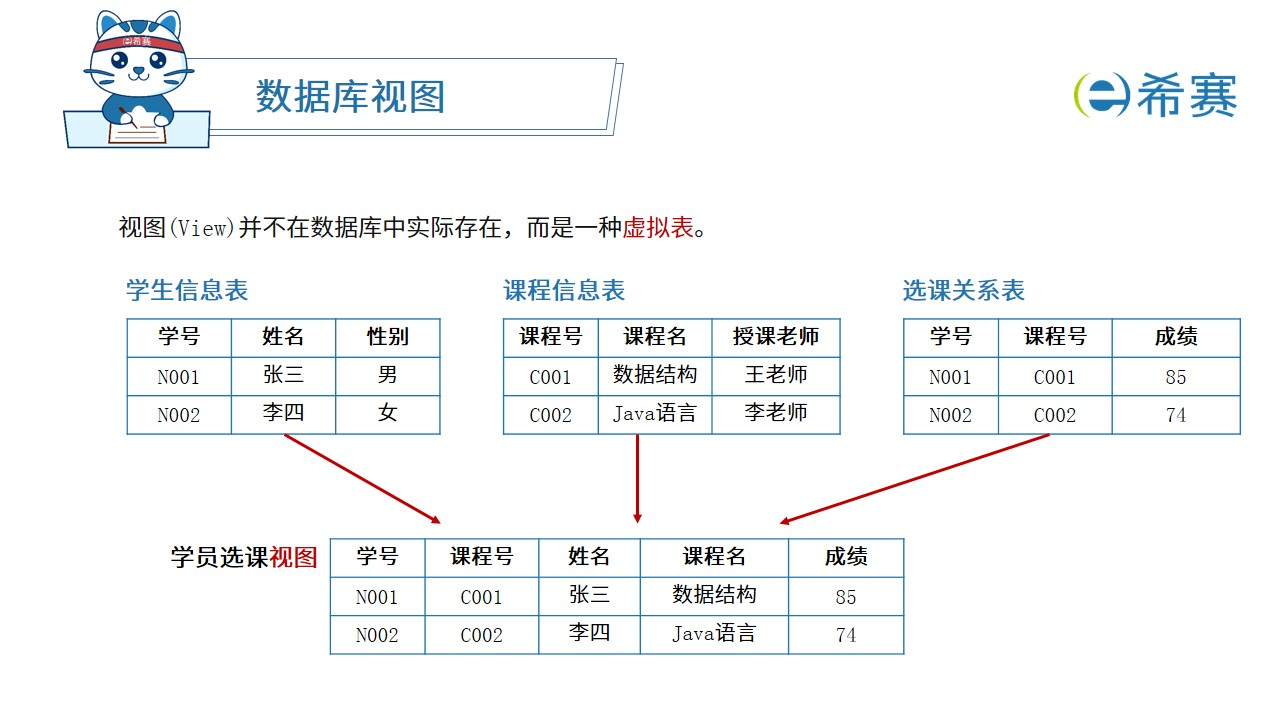 希赛
数据库视图
希赛
视图(View)并不在数据库中实际存在，而是一种虚拟表。
学生信息表
学号 姓名 性别
N001 张三 男
N002 李四 女
课程信息表
课程号 课程名 授课老师
C001 数据结构 王老师
C002 Java语言 李老师
选课关系表
学号 课程号 成绩
N001 C001 85
N002 C002 74
学员选课视图
学号 课程号 姓名 课程名 成绩
N001 C001 张三 数据结构 85
N002 C002 李四 Java语言 74